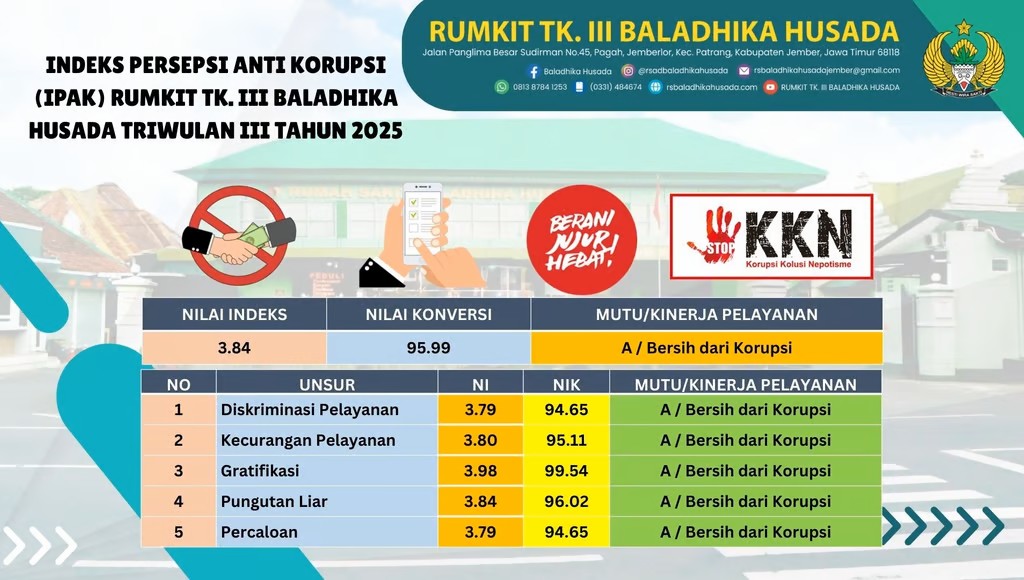 RUMKIT TK. III BALADHIKA HUSADA
Jalan Panglima Besar Sudirman No.45, Pagah, Jemberlor, Kec. Patrang, Kabupaten Jember, Jawa Timur 68118
Baladhika Husada @rsadbaladhikahusada rsbaladhikahusadajember@gmail.com
0813 8784 1253 (0331) 484674 rsbaladhikahusada.com RUMKIT TK. III BALADHIKA HUSADA
INDEKS PERSEPSI ANTI KORUPSI
(IPAK) RUMKIT TK. III BALADHIKA
HUSADA TRIWULAN III TAHUN 2025
BERANI
JUJUR
HEBAT!
STOP
KKN
Korupsi Kolusi Nepotisme
NILAI INDEKS NILAI KONVERSI MUTU/KINERJA PELAYANAN
3.84 95.99 A / Bersih dari Korupsi
NO UNSUR NI NIK MUTU/KINERJA PELAYANAN
1 Diskriminasi Pelayanan 3.79 94.65 A / Bersih dari Korupsi
2 Kecurangan Pelayanan 3.80 95.11 A / Bersih dari Korupsi
3 Gratifikasi 3.98 99.54 A / Bersih dari Korupsi
4 Pungutan Liar 3.84 96.02 A / Bersih dari Korupsi
5 Percaloan 3.79 94.65 A / Bersih dari Korupsi